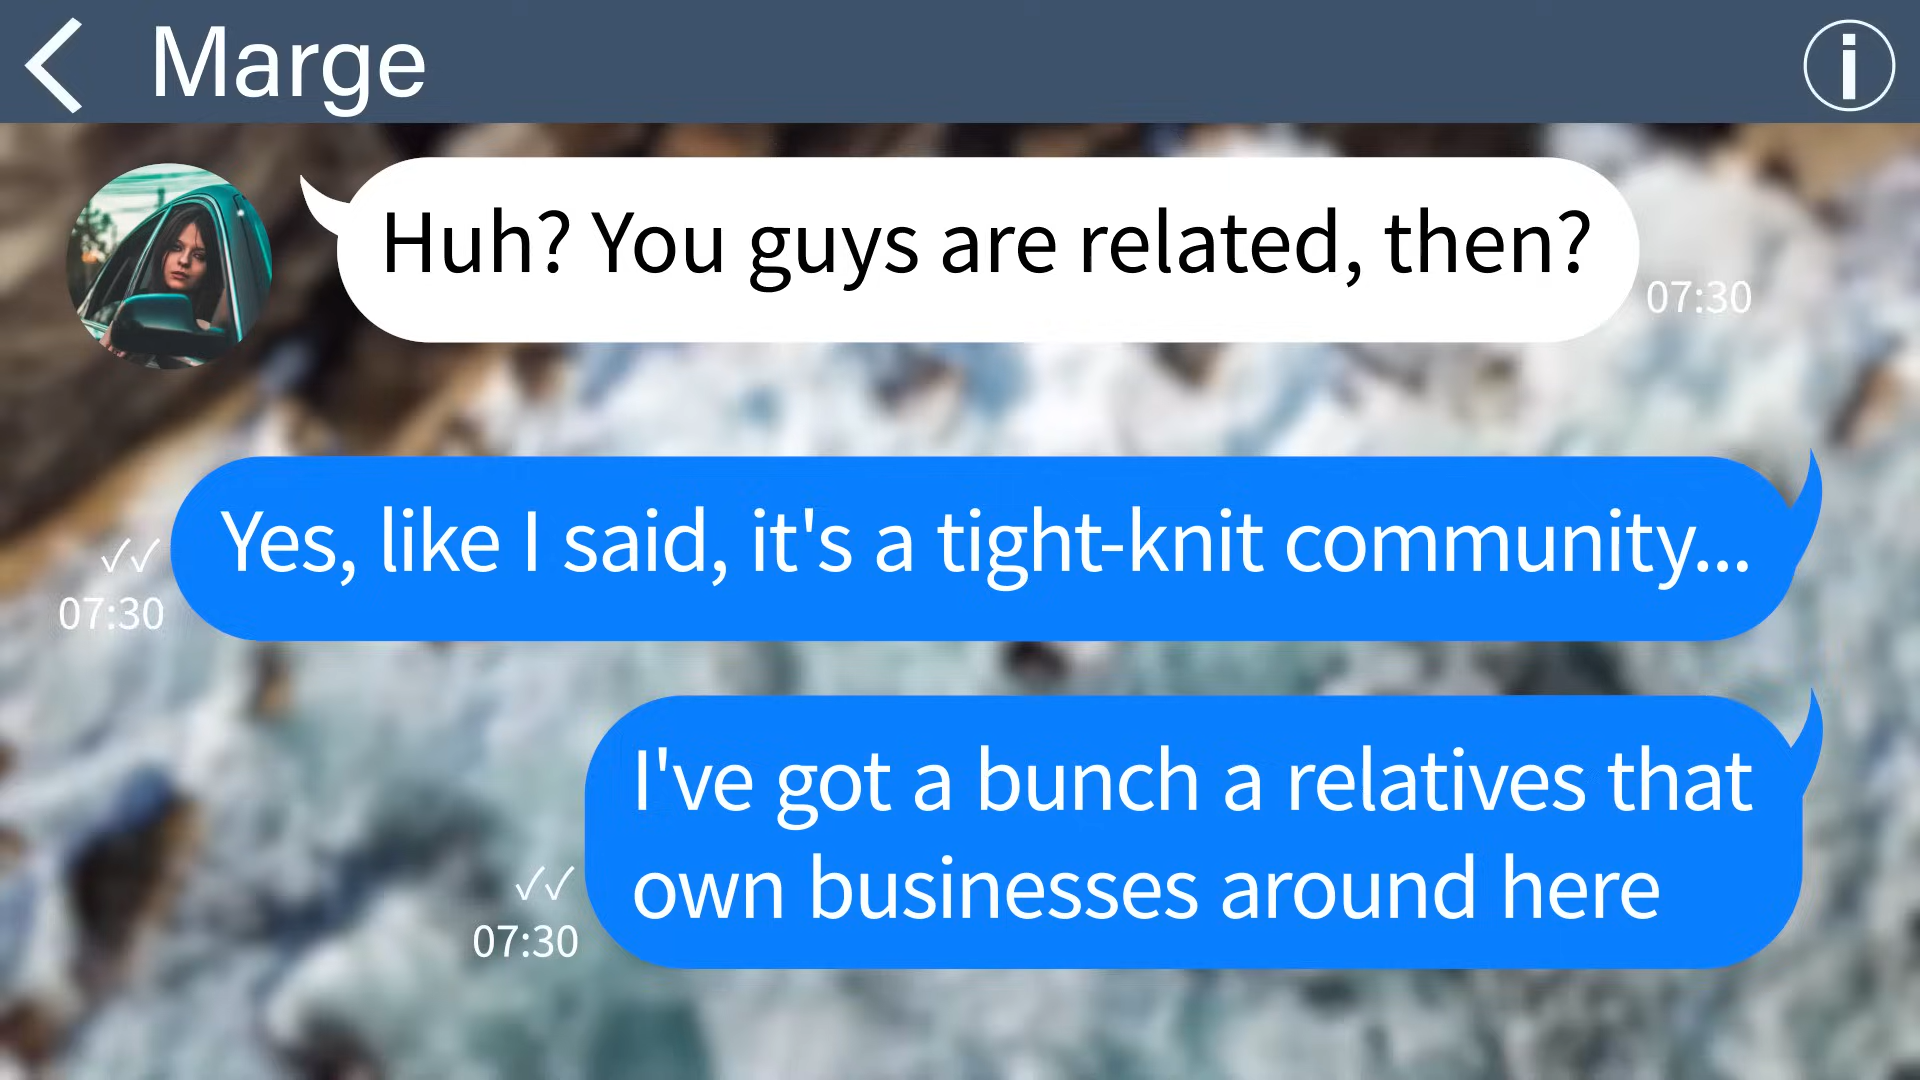 Marge
Huh? You guys are related, then?
07:30
Yes, like I said, it's a tight-knit community...
07:30
I've got a bunch a relatives that
own businesses around here
07:30